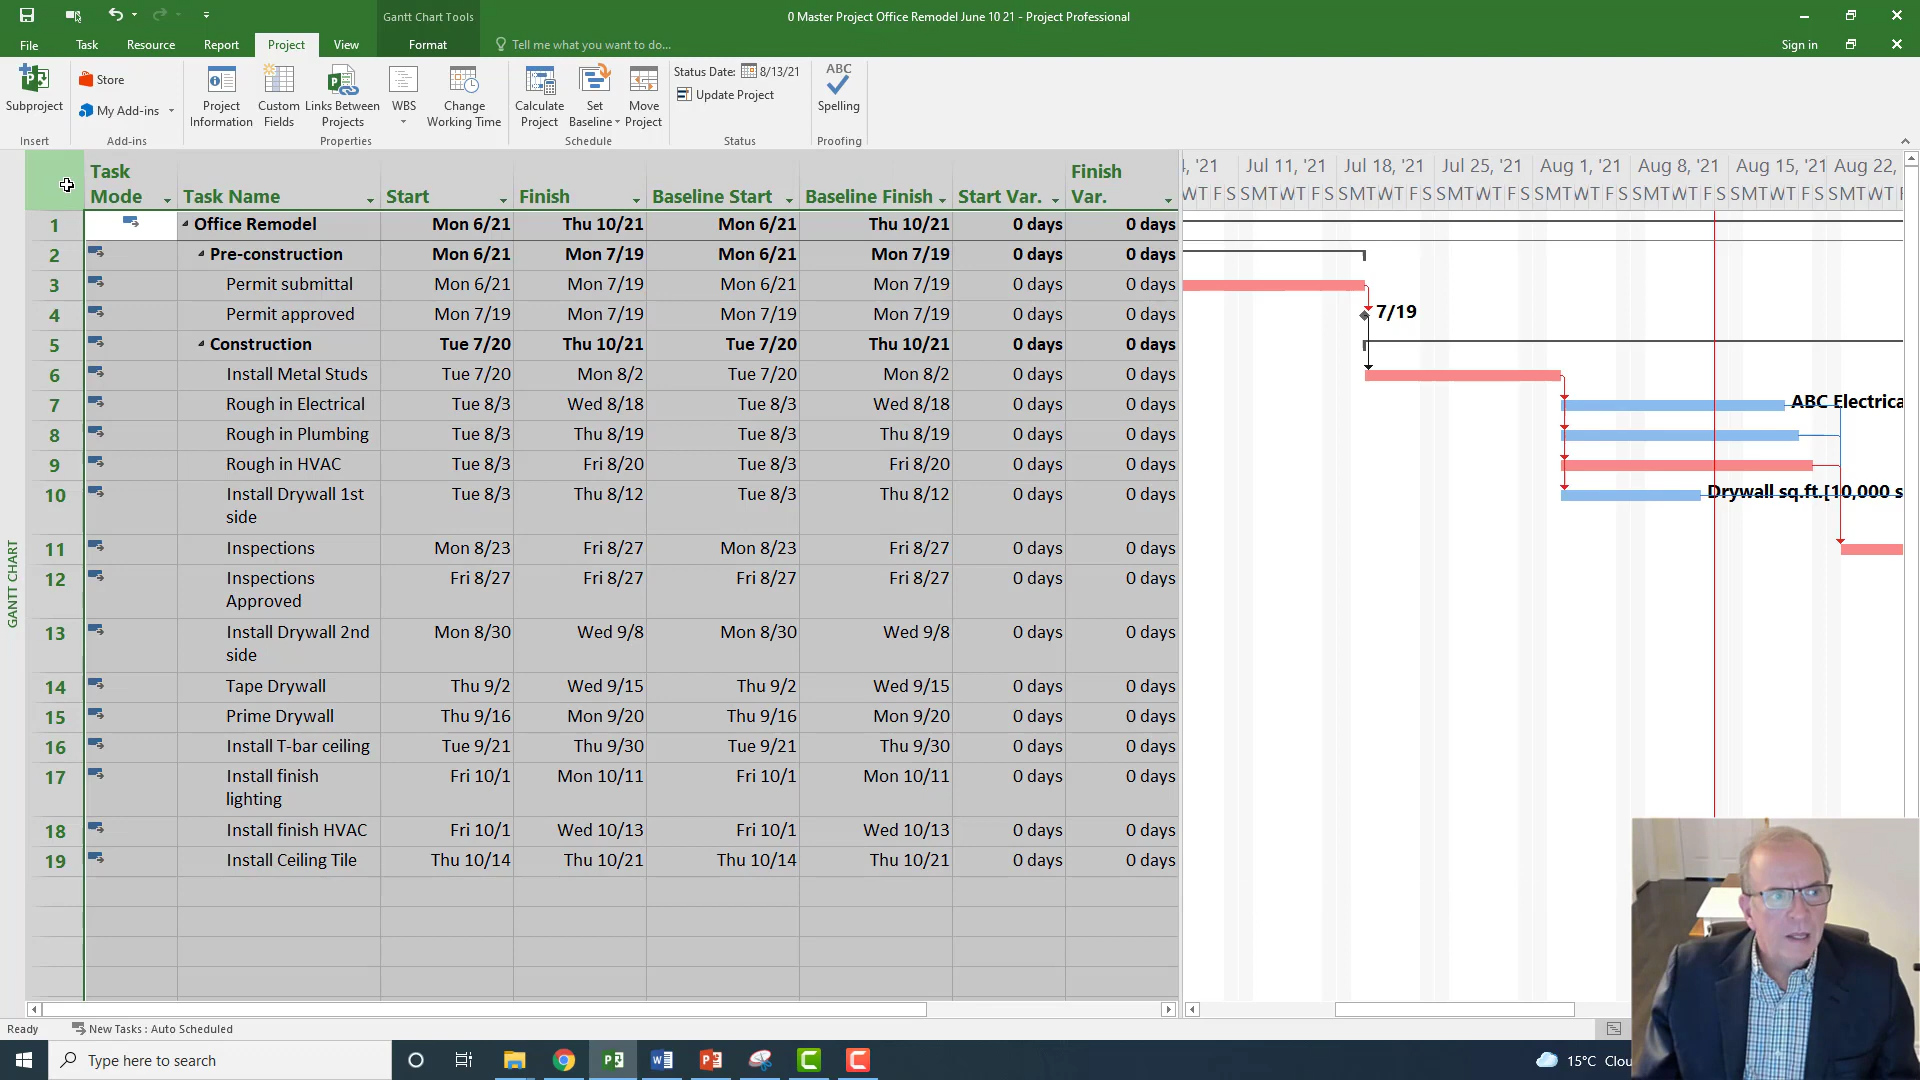 Gantt Chart Tools
0 Master Project Office Remodel June 10 21 - Project Professional
File Task Resource Report Project View Format Tell me what you want to do... Sign in
Subproject
Insert
Store
My Add-ins
Add-ins
Project Information
Custom Fields
Links Between Projects
WBS
Change Working Time
Properties
Calculate Project
Set Baseline
Move Project
Schedule
Status Date: 8/13/21
Update Project
Status
ABC
Spelling
Proofing
Task Mode Task Name Start Finish Baseline Start Baseline Finish Start Var. Finish Var.
1 Office Remodel Mon 6/21 Thu 10/21 Mon 6/21 Thu 10/21 0 days 0 days
2 Pre-construction Mon 6/21 Mon 7/19 Mon 6/21 Mon 7/19 0 days 0 days
3 Permit submittal Mon 6/21 Mon 7/19 Mon 6/21 Mon 7/19 0 days 0 days
4 Permit approved Mon 7/19 Mon 7/19 Mon 7/19 Mon 7/19 0 days 0 days
5 Construction Tue 7/20 Thu 10/21 Tue 7/20 Thu 10/21 0 days 0 days
6 Install Metal Studs Tue 7/20 Mon 8/2 Tue 7/20 Mon 8/2 0 days 0 days
7 Rough in Electrical Tue 8/3 Wed 8/18 Tue 8/3 Wed 8/18 0 days 0 days
8 Rough in Plumbing Tue 8/3 Thu 8/19 Tue 8/3 Thu 8/19 0 days 0 days
9 Rough in HVAC Tue 8/3 Fri 8/20 Tue 8/3 Fri 8/20 0 days 0 days
10 Install Drywall 1st side Tue 8/3 Thu 8/12 Tue 8/3 Thu 8/12 0 days 0 days
11 Inspections Mon 8/23 Fri 8/27 Mon 8/23 Fri 8/27 0 days 0 days
12 Inspections Approved Fri 8/27 Fri 8/27 Fri 8/27 Fri 8/27 0 days 0 days
13 Install Drywall 2nd side Mon 8/30 Wed 9/8 Mon 8/30 Wed 9/8 0 days 0 days
14 Tape Drywall Thu 9/2 Wed 9/15 Thu 9/2 Wed 9/15 0 days 0 days
15 Prime Drywall Thu 9/16 Mon 9/20 Thu 9/16 Mon 9/20 0 days 0 days
16 Install T-bar ceiling Tue 9/21 Thu 9/30 Tue 9/21 Thu 9/30 0 days 0 days
17 Install finish lighting Fri 10/1 Mon 10/11 Fri 10/1 Mon 10/11 0 days 0 days
18 Install finish HVAC Fri 10/1 Wed 10/13 Fri 10/1 Wed 10/13 0 days 0 days
19 Install Ceiling Tile Thu 10/14 Thu 10/21 Thu 10/14 Thu 10/21 0 days 0 days
GANTT CHART
4, '21 Jul 11, '21 Jul 18, '21 Jul 25, '21 Aug 1, '21 Aug 8, '21 Aug 15, '21 Aug 22,
W T F S S M T W T F S S M T W T F S S M T W T F S S M T W T F S S M T W T F S S M T W T F S S M T W T F
7/19
ABC Electrica
Drywall sq.ft.[10,000 s
Ready New Tasks : Auto Scheduled
Type here to search
15°C Clou